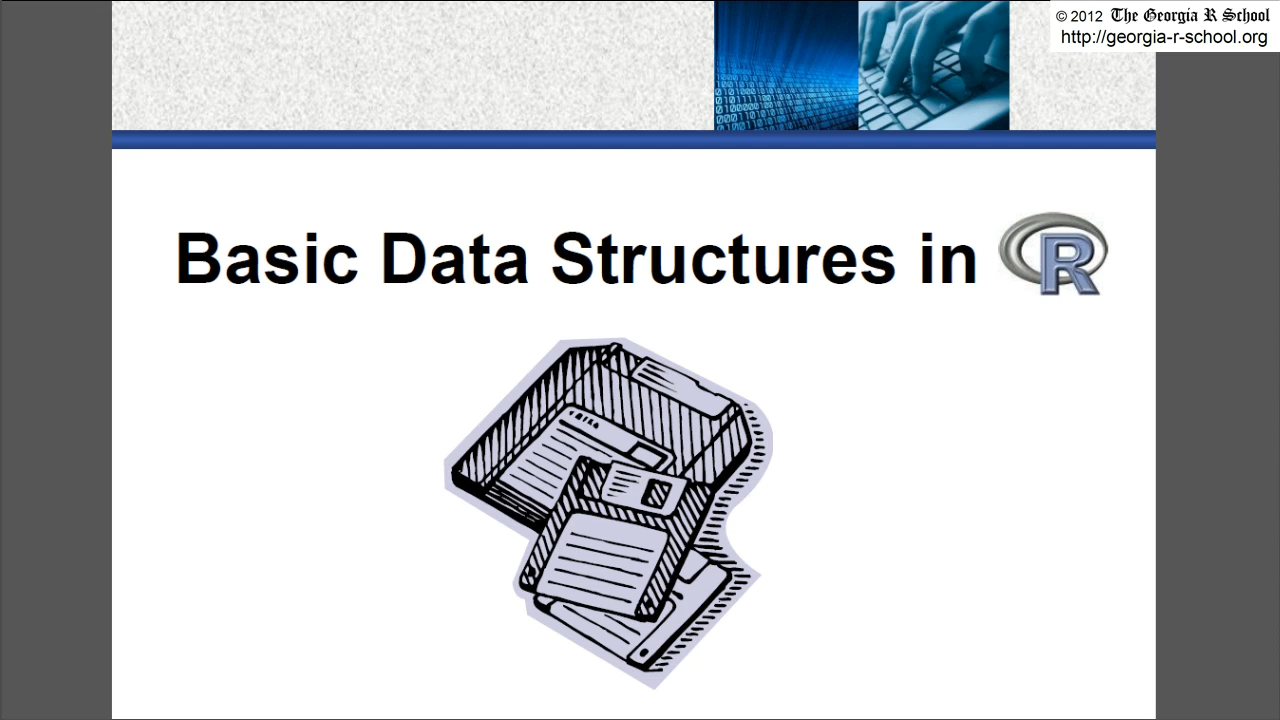 © 2012 The Georgia R School
http://georgia-r-school.org
Basic Data Structures in R